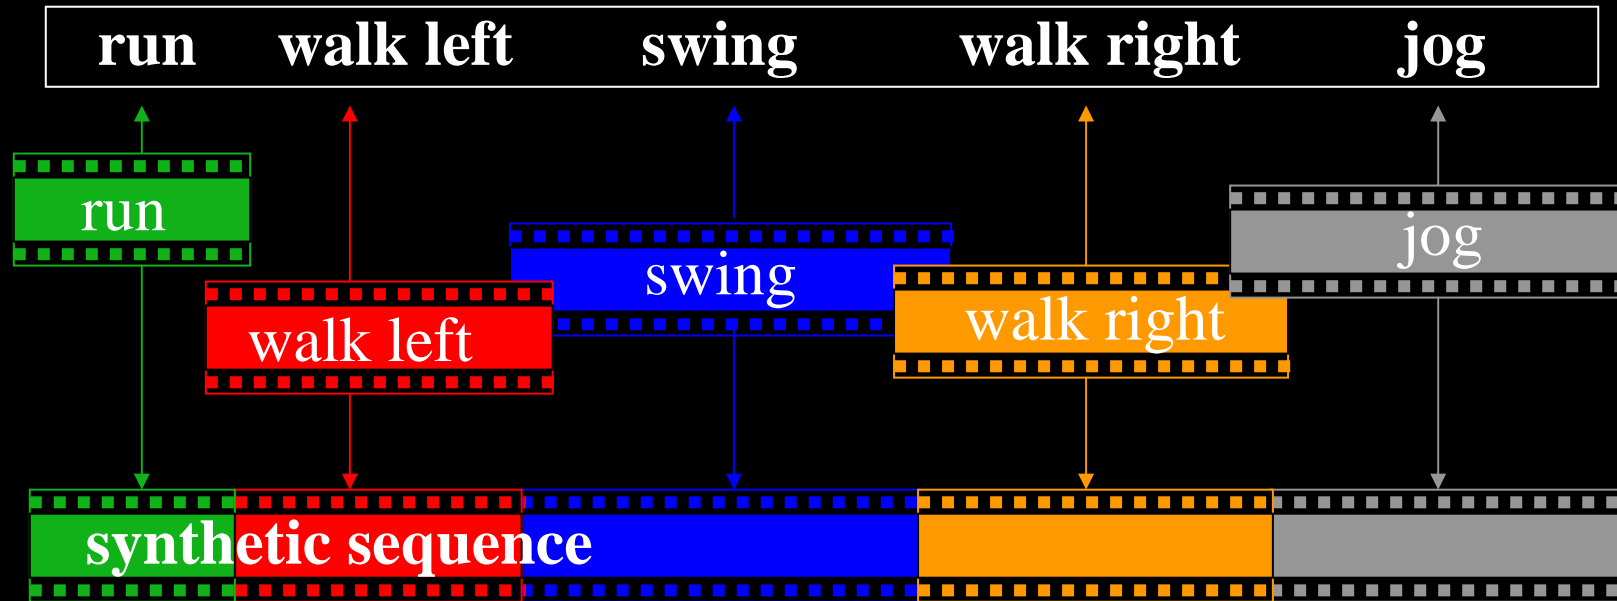 run walk left swing walk right jog
run
walk left
swing
walk right
jog
synthetic sequence